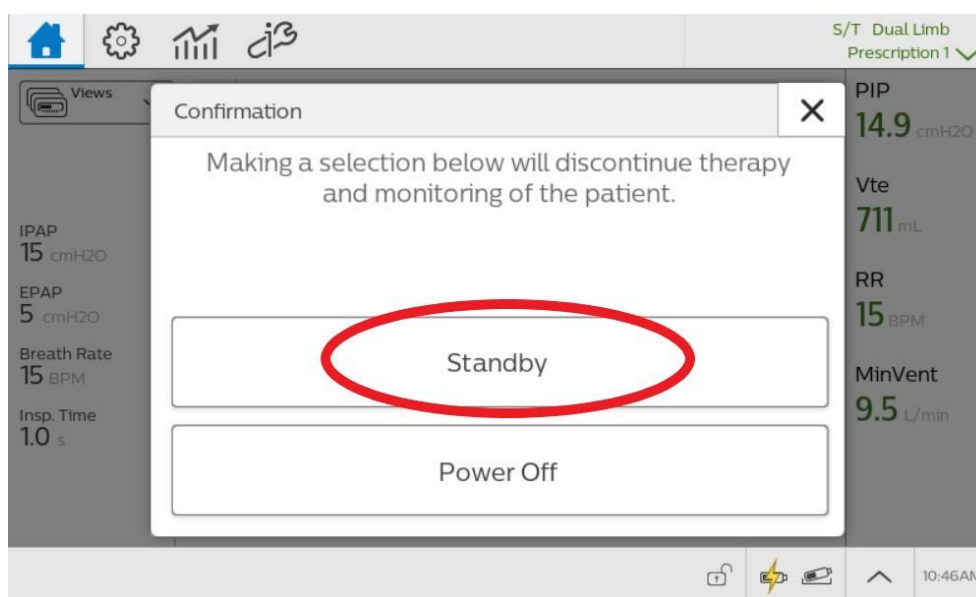 S/T Dual Limb
Prescription 1
Views
Confirmation
Making a selection below will discontinue therapy
and monitoring of the patient.
Standby
Power Off
IPAP
15 cmH2O
EPAP
5 cmH2O
Breath Rate
15 BPM
Insp. Time
1.0 s
PIP
14.9 cmH2O
Vte
711 mL
RR
15 BPM
MinVent
9.5 L/min
10:46AM